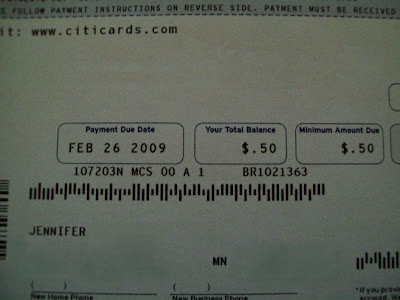 E FOLLOW PAYMENT INSTRUCTIONS ON REVERSE SIDE. PAYMENT MUST BE RECEIVED
it: www.citicards.com
Payment Due Date Your Total Balance Minimum Amount Due
FEB 26 2009 $.50 $.50
107203N MCS 00 A 1 BR1021363
JENNIFER
MN
( ) ( )
New Home Phone New Business Phone
*If you provi
account, is